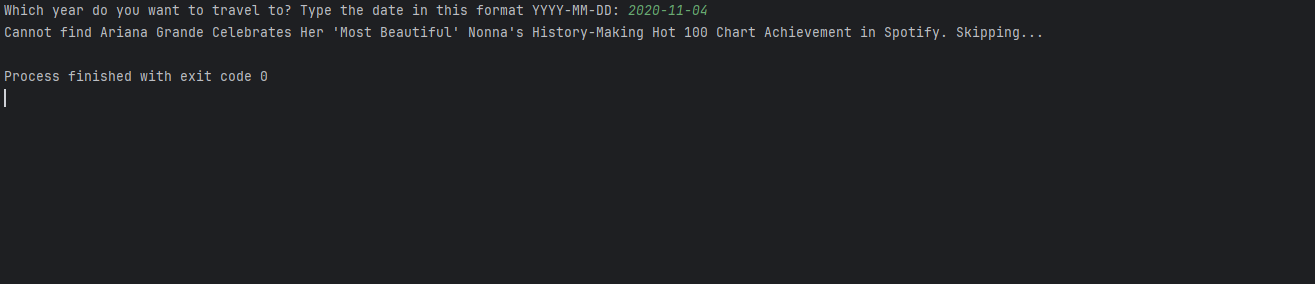 Which year do you want to travel to? Type the date in this format YYYY-MM-DD: 2020-11-04
Cannot find Ariana Grande Celebrates Her 'Most Beautiful' Nonna's History-Making Hot 100 Chart Achievement in Spotify. Skipping...
Process finished with exit code 0